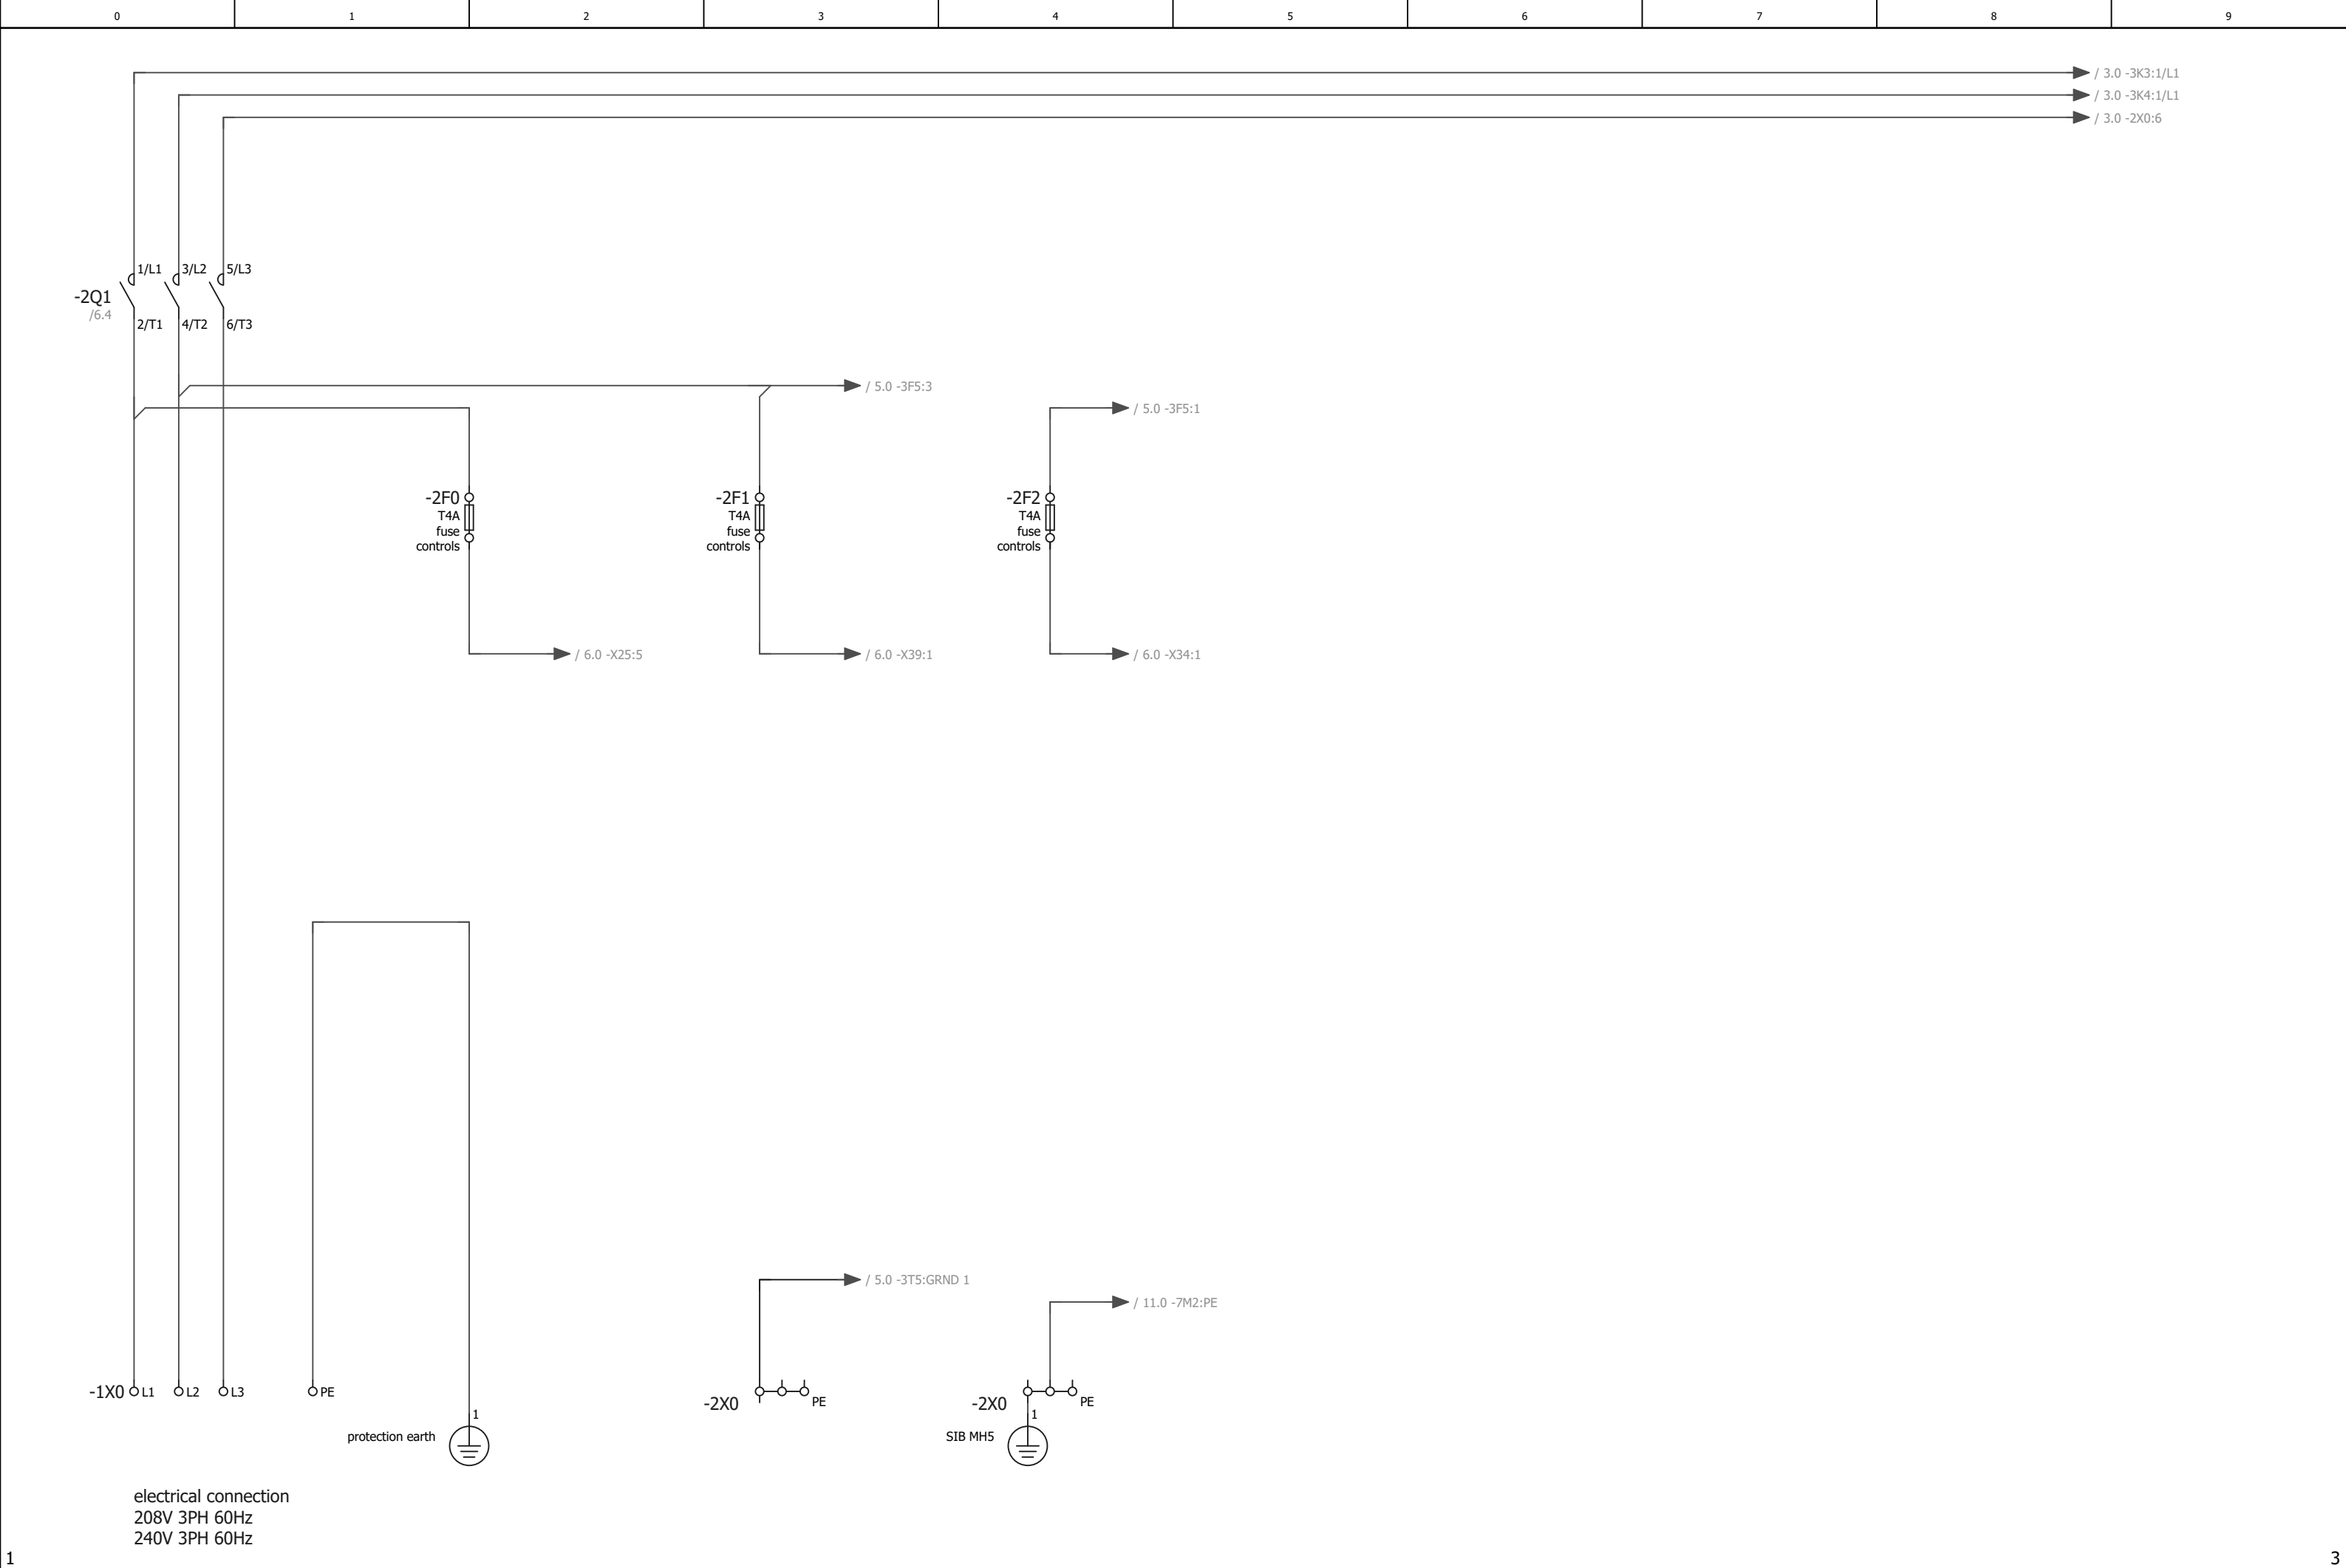 0 1 2 3 4 5 6 7 8 9
/ 3.0 -3K3:1/L1
/ 3.0 -3K4:1/L1
/ 3.0 -2X0:6
1/L1 3/L2 5/L3
-2Q1
/6.4
2/T1 4/T2 6/T3
/ 5.0 -3F5:3
/ 5.0 -3F5:1
-2F0
T4A
fuse
controls
-2F1
T4A
fuse
controls
-2F2
T4A
fuse
controls
/ 6.0 -X25:5
/ 6.0 -X39:1
/ 6.0 -X34:1
/ 5.0 -3T5:GRND 1
/ 11.0 -7M2:PE
-1X0 L1 L2 L3 PE
-2X0 PE
-2X0 PE
1
protection earth
1
SIB MH5
electrical connection
208V 3PH 60Hz
240V 3PH 60Hz
1
3